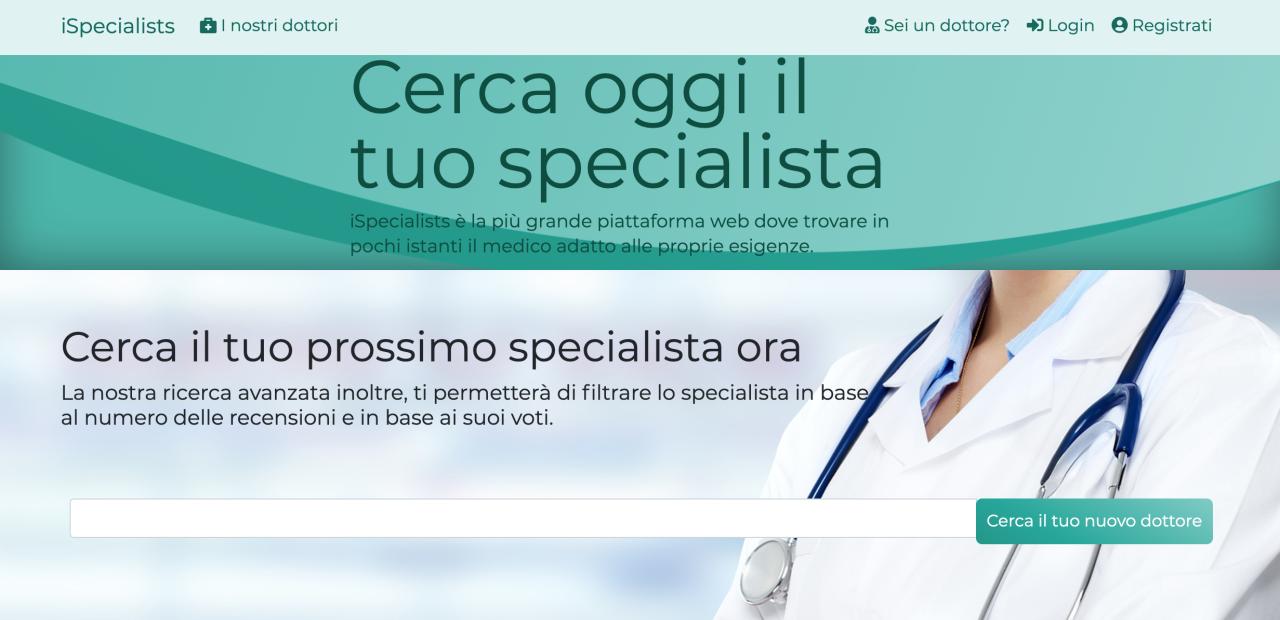 iSpecialists
I nostri dottori
Sei un dottore?
Login
Registrati
Cerca oggi il
tuo specialista
iSpecialists è la più grande piattaforma web dove trovare in
pochi istanti il medico adatto alle proprie esigenze.
Cerca il tuo prossimo specialista ora
La nostra ricerca avanzata inoltre, ti permetterà di filtrare lo specialista in base
al numero delle recensioni e in base ai suoi voti.
Cerca il tuo nuovo dottore